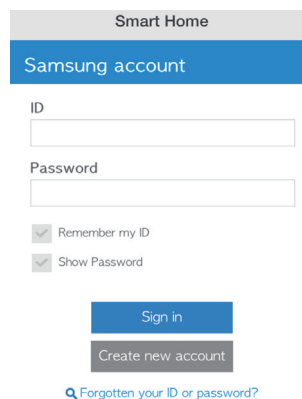 Smart Home
Samsung account
ID
Password
Remember my ID
Show Password
Sign in
Create new account
Forgotten your ID or password?